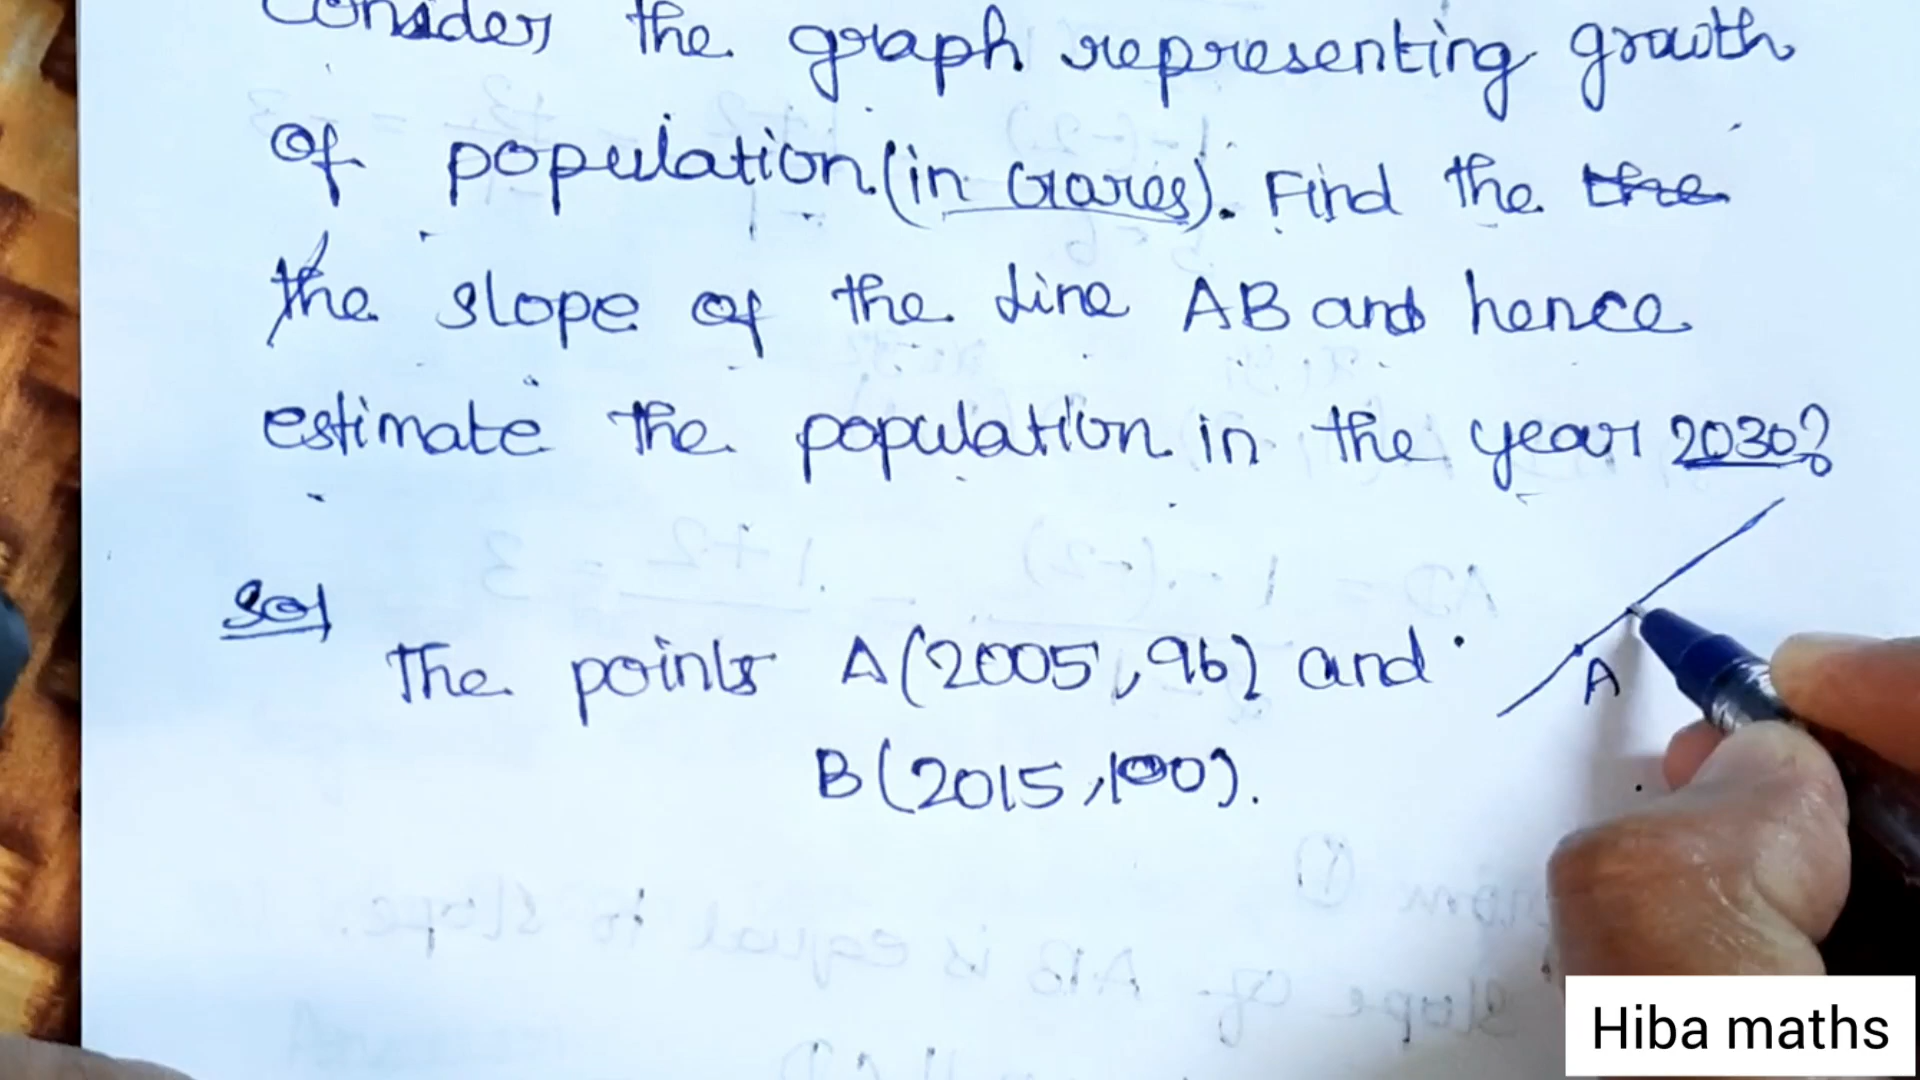 Consider the graph representing growth
of population (in crores). Find the the
the slope of the line AB and hence
estimate the population in the year 2030?
Sol
The points A(2005, 96) and
B(2015, 100).
A
Hiba maths